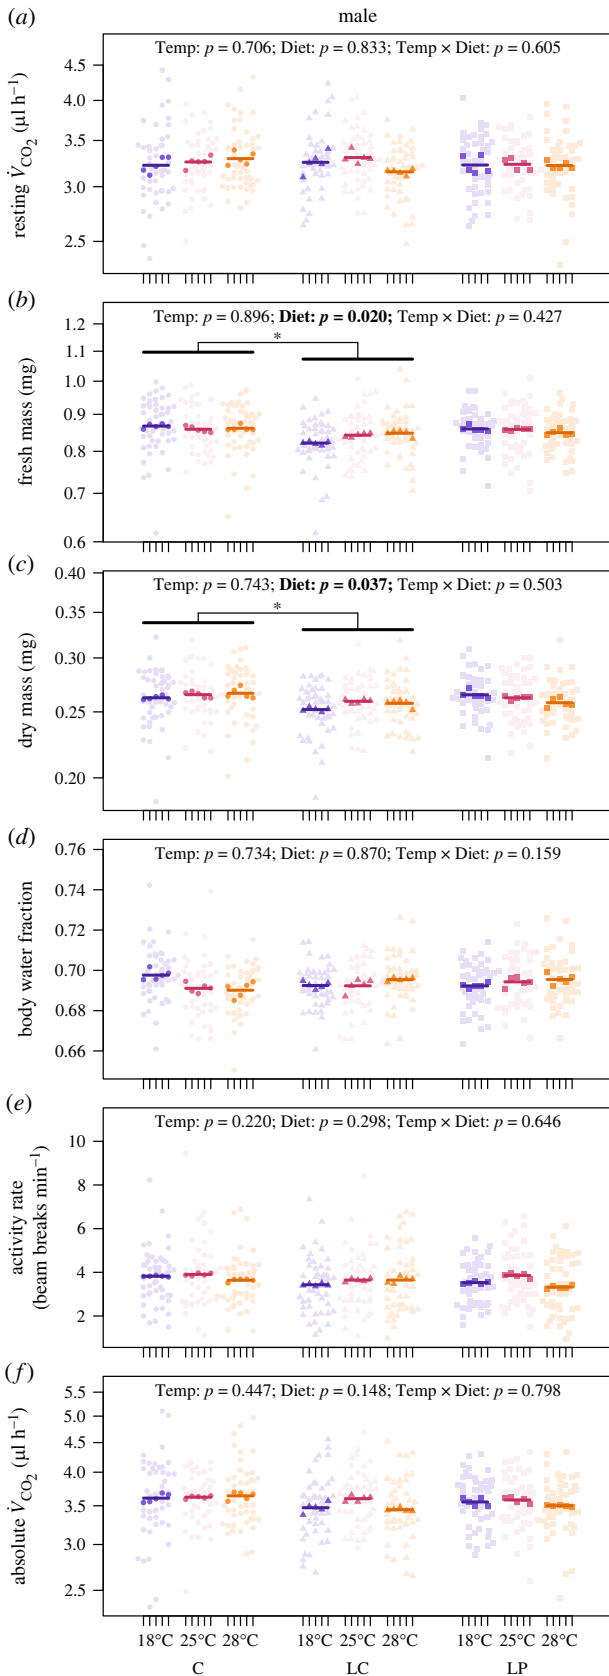 male
(a)
Temp: p = 0.706; Diet: p = 0.833; Temp × Diet: p = 0.605
resting V̇CO2 (µl h−1)
4.5
4.0
3.5
3.0
2.5
(b)
Temp: p = 0.896; Diet: p = 0.020; Temp × Diet: p = 0.427
*
fresh mass (mg)
1.2
1.1
1.0
0.9
0.8
0.7
0.6
(c)
Temp: p = 0.743; Diet: p = 0.037; Temp × Diet: p = 0.503
*
dry mass (mg)
0.40
0.35
0.30
0.25
0.20
(d)
Temp: p = 0.734; Diet: p = 0.870; Temp × Diet: p = 0.159
body water fraction
0.76
0.74
0.72
0.70
0.68
0.66
(e)
Temp: p = 0.220; Diet: p = 0.298; Temp × Diet: p = 0.646
activity rate
(beam breaks min−1)
10
8
6
4
2
(f)
Temp: p = 0.447; Diet: p = 0.148; Temp × Diet: p = 0.798
absolute V̇CO2 (µl h−1)
5.5
5.0
4.5
4.0
3.5
3.0
2.5
18°C 25°C 28°C 18°C 25°C 28°C 18°C 25°C 28°C
C LC LP